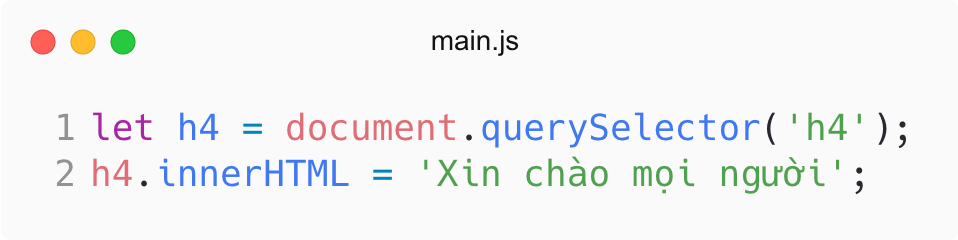 main.js
1 let h4 = document.querySelector('h4');
2 h4.innerHTML = 'Xin chào mọi người';